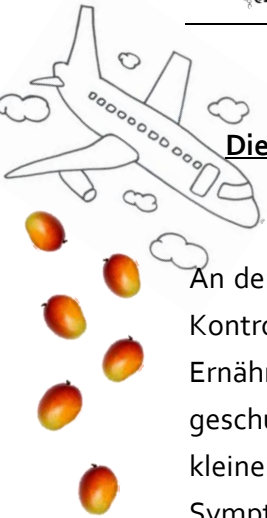 Die
An de
Kontro
Ernähr
geschu
kleine
Sympt